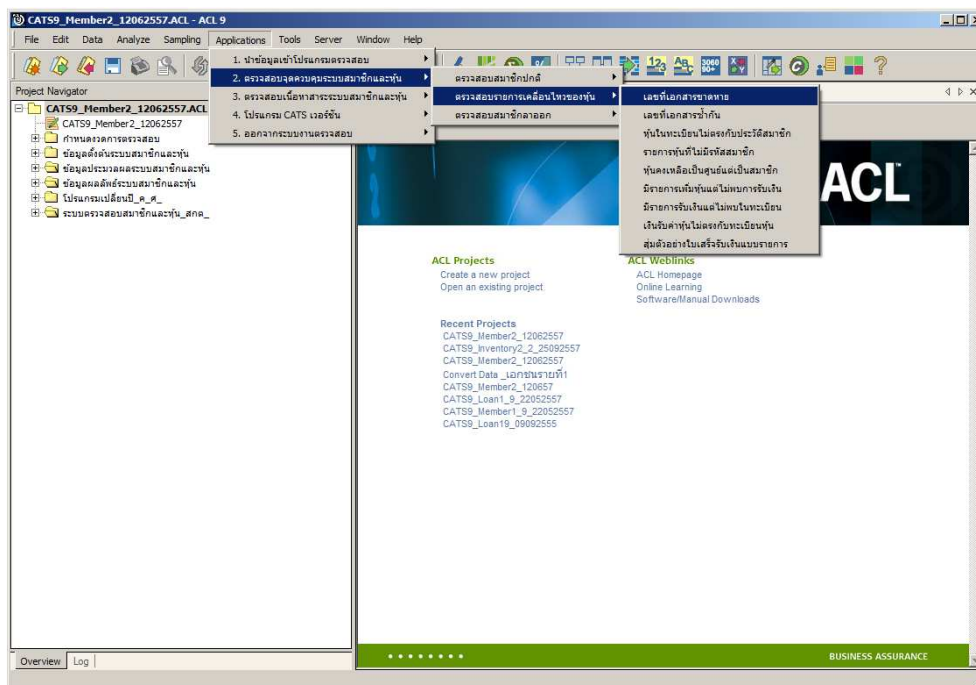 CATS9_Member2_12062557.ACL - ACL 9
File Edit Data Analyze Sampling Applications Tools Server Window Help
1. นำข้อมูลเข้าโปรแกรมตรวจสอบ
2. ตรวจสอบจุดควบคุมระบบสมาชิกและหุ้น
3. ตรวจสอบเนื้อหาสาระระบบสมาชิกและหุ้น
4. โปรแกรม CATS เวอร์ชั่น
5. ออกจากระบบงานตรวจสอบ
ตรวจสอบสมาชิกปกติ
ตรวจสอบรายการเคลื่อนไหวของหุ้น
ตรวจสอบสมาชิกลาออก
เลขที่เอกสารขาดหาย
เลขที่เอกสารซ้ำกัน
หุ้นในทะเบียนไม่ตรงกับประวัติสมาชิก
รายการหุ้นที่ไม่มีรหัสสมาชิก
หุ้นคงเหลือเป็นศูนย์แต่เป็นสมาชิก
มีรายการเพิ่มหุ้นแต่ไม่พบการรับเงิน
มีรายการรับเงินแต่ไม่พบในทะเบียน
เงินรับค่าหุ้นไม่ตรงกับทะเบียนหุ้น
สุ่มตัวอย่างใบเสร็จรับเงินแบบรายการ
Project Navigator
CATS9_Member2_12062557.ACL
CATS9_Member2_12062557
กำหนดงวดการตรวจสอบ
ข้อมูลตั้งต้นระบบสมาชิกและหุ้น
ข้อมูลประมวลผลระบบสมาชิกและหุ้น
ข้อมูลผลลัพธ์ระบบสมาชิกและหุ้น
โปรแกรมเปลี่ยนปี_ค_ศ_
ระบบตรวจสอบสมาชิกและหุ้น_สกต_
ACL
ACL Projects
Create a new project
Open an existing project
ACL Weblinks
ACL Homepage
Online Learning
Software/Manual Downloads
Recent Projects
CATS9_Member2_12062557
CATS9_Inventory2_2_25092557
CATS9_Member2_12062557
Convert Data _เอกชนรายที่1
CATS9_Member2_120657
CATS9_Loan1_9_22052557
CATS9_Member1_9_22052557
CATS9_Loan19_09092555
BUSINESS ASSURANCE
Overview Log